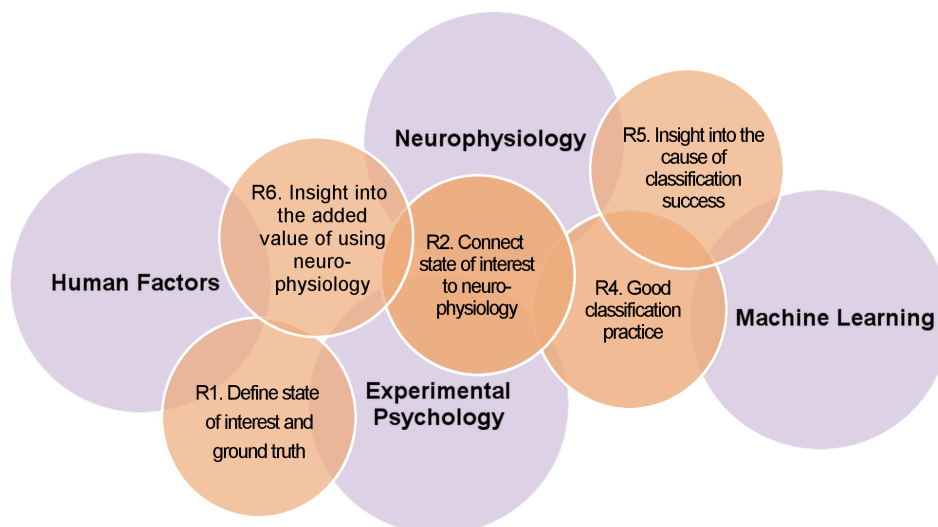 Neurophysiology
R5. Insight into the
cause of
classification
success
R6. Insight into
the added
value of using
neuro-
physiology
R2. Connect
state of interest
to neuro-
physiology
Human Factors
R4. Good
classification
practice
Machine Learning
R1. Define state
of interest and
ground truth
Experimental
Psychology